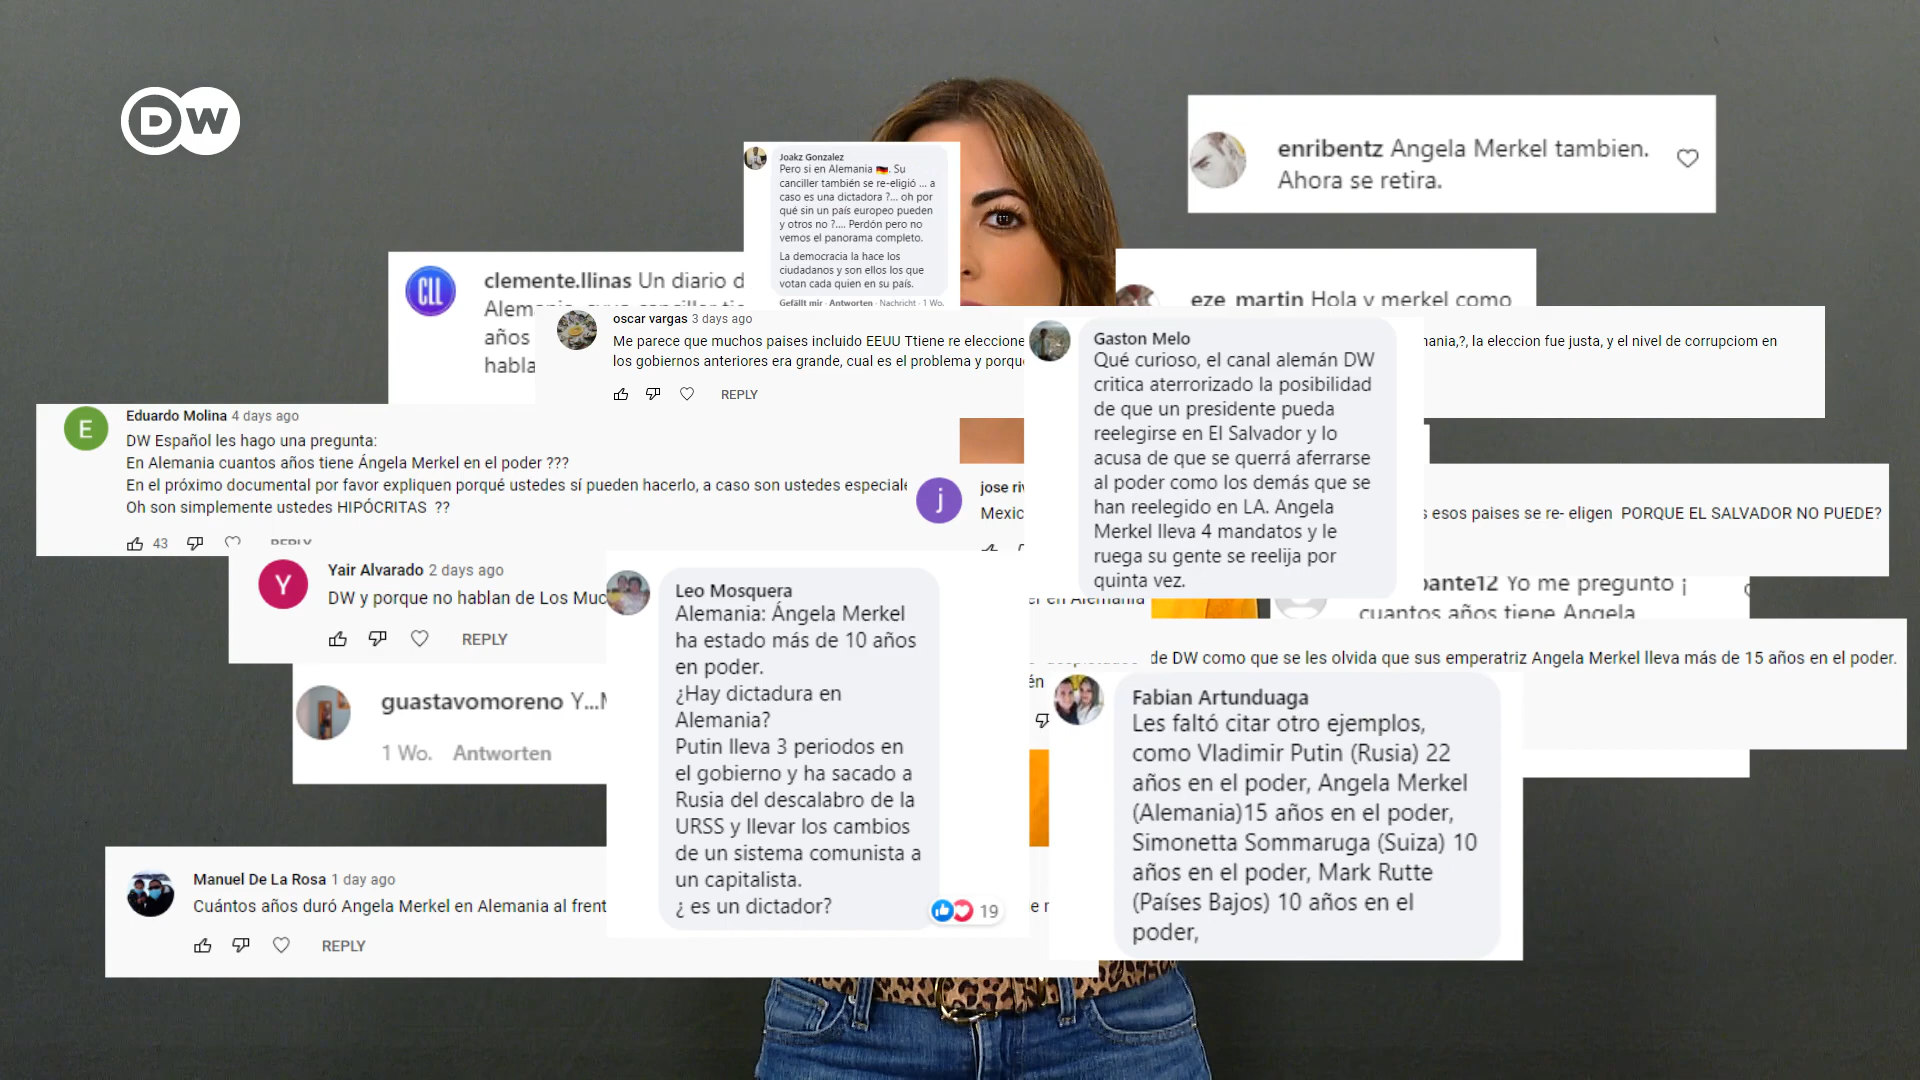 DW
enribentz Angela Merkel tambien.
Ahora se retira.
Joakz Gonzalez
Pero si en Alemania 🇩🇪. Su
canciller también se re-eligió ... a
caso es una dictadora ?... oh por
qué sin un país europeo pueden
y otros no ?.... Perdón pero no
vemos el panorama completo.
La democracia la hace los
ciudadanos y son ellos los que
votan cada quien en su país.
Gefällt mir · Antworten · Nachricht · 1 Wo.
CLL
clemente.llinas Un diario d
Alem
años
habla
eze_martin Hola y merkel como
oscar vargas 3 days ago
Me parece que muchos paises incluido EEUU Ttiene re eleccione
nania,?, la eleccion fue justa, y el nivel de corrupciom en
los gobiernos anteriores era grande, cual es el problema y porqu
REPLY
Gaston Melo
Qué curioso, el canal alemán DW
critica aterrorizado la posibilidad
de que un presidente pueda
reelegirse en El Salvador y lo
acusa de que se querrá aferrarse
al poder como los demás que se
han reelegido en LA. Angela
Merkel lleva 4 mandatos y le
ruega su gente se reelija por
quinta vez.
E
Eduardo Molina 4 days ago
DW Español les hago una pregunta:
En Alemania cuantos años tiene Ángela Merkel en el poder ???
En el próximo documental por favor expliquen porqué ustedes sí pueden hacerlo, a caso son ustedes especiale
Oh son simplemente ustedes HIPÓCRITAS ??
43
REPLY
j
jose riv
Mexic
s esos paises se re- eligen PORQUE EL SALVADOR NO PUEDE?
Y
Yair Alvarado 2 days ago
DW y porque no hablan de Los Muc
REPLY
er en Alemania
pante12 Yo me pregunto ¡
cuantos años tiene Angela
Leo Mosquera
Alemania: Ángela Merkel
ha estado más de 10 años
en poder.
¿Hay dictadura en
Alemania?
Putin lleva 3 periodos en
el gobierno y ha sacado a
Rusia del descalabro de la
URSS y llevar los cambios
de un sistema comunista a
un capitalista.
¿ es un dictador?
19
de DW como que se les olvida que sus emperatriz Angela Merkel lleva más de 15 años en el poder.
én
guastavomoreno Y...M
1 Wo. Antworten
Fabian Artunduaga
Les faltó citar otro ejemplos,
como Vladimir Putin (Rusia) 22
años en el poder, Angela Merkel
(Alemania)15 años en el poder,
Simonetta Sommaruga (Suiza) 10
años en el poder, Mark Rutte
(Países Bajos) 10 años en el
poder,
Manuel De La Rosa 1 day ago
Cuántos años duró Angela Merkel en Alemania al frent
REPLY